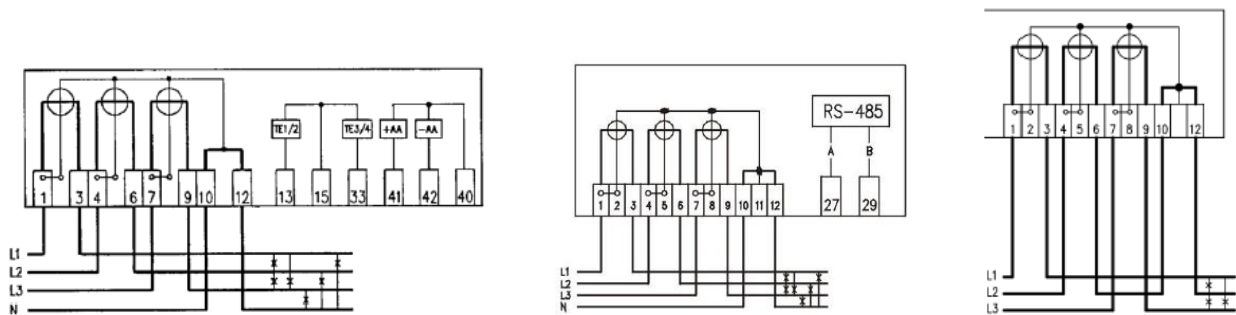 TE1/2 TE3/4 +AA -AA
1 3 4 6 7 9 10 12 13 15 33 41 42 40
L1
L2
L3
N
RS-485
A B
1 2 3 4 5 6 7 8 9 10 11 12 27 29
L1
L2
L3
N
1 2 3 4 5 6 7 8 9 10 12
L1
L2
L3